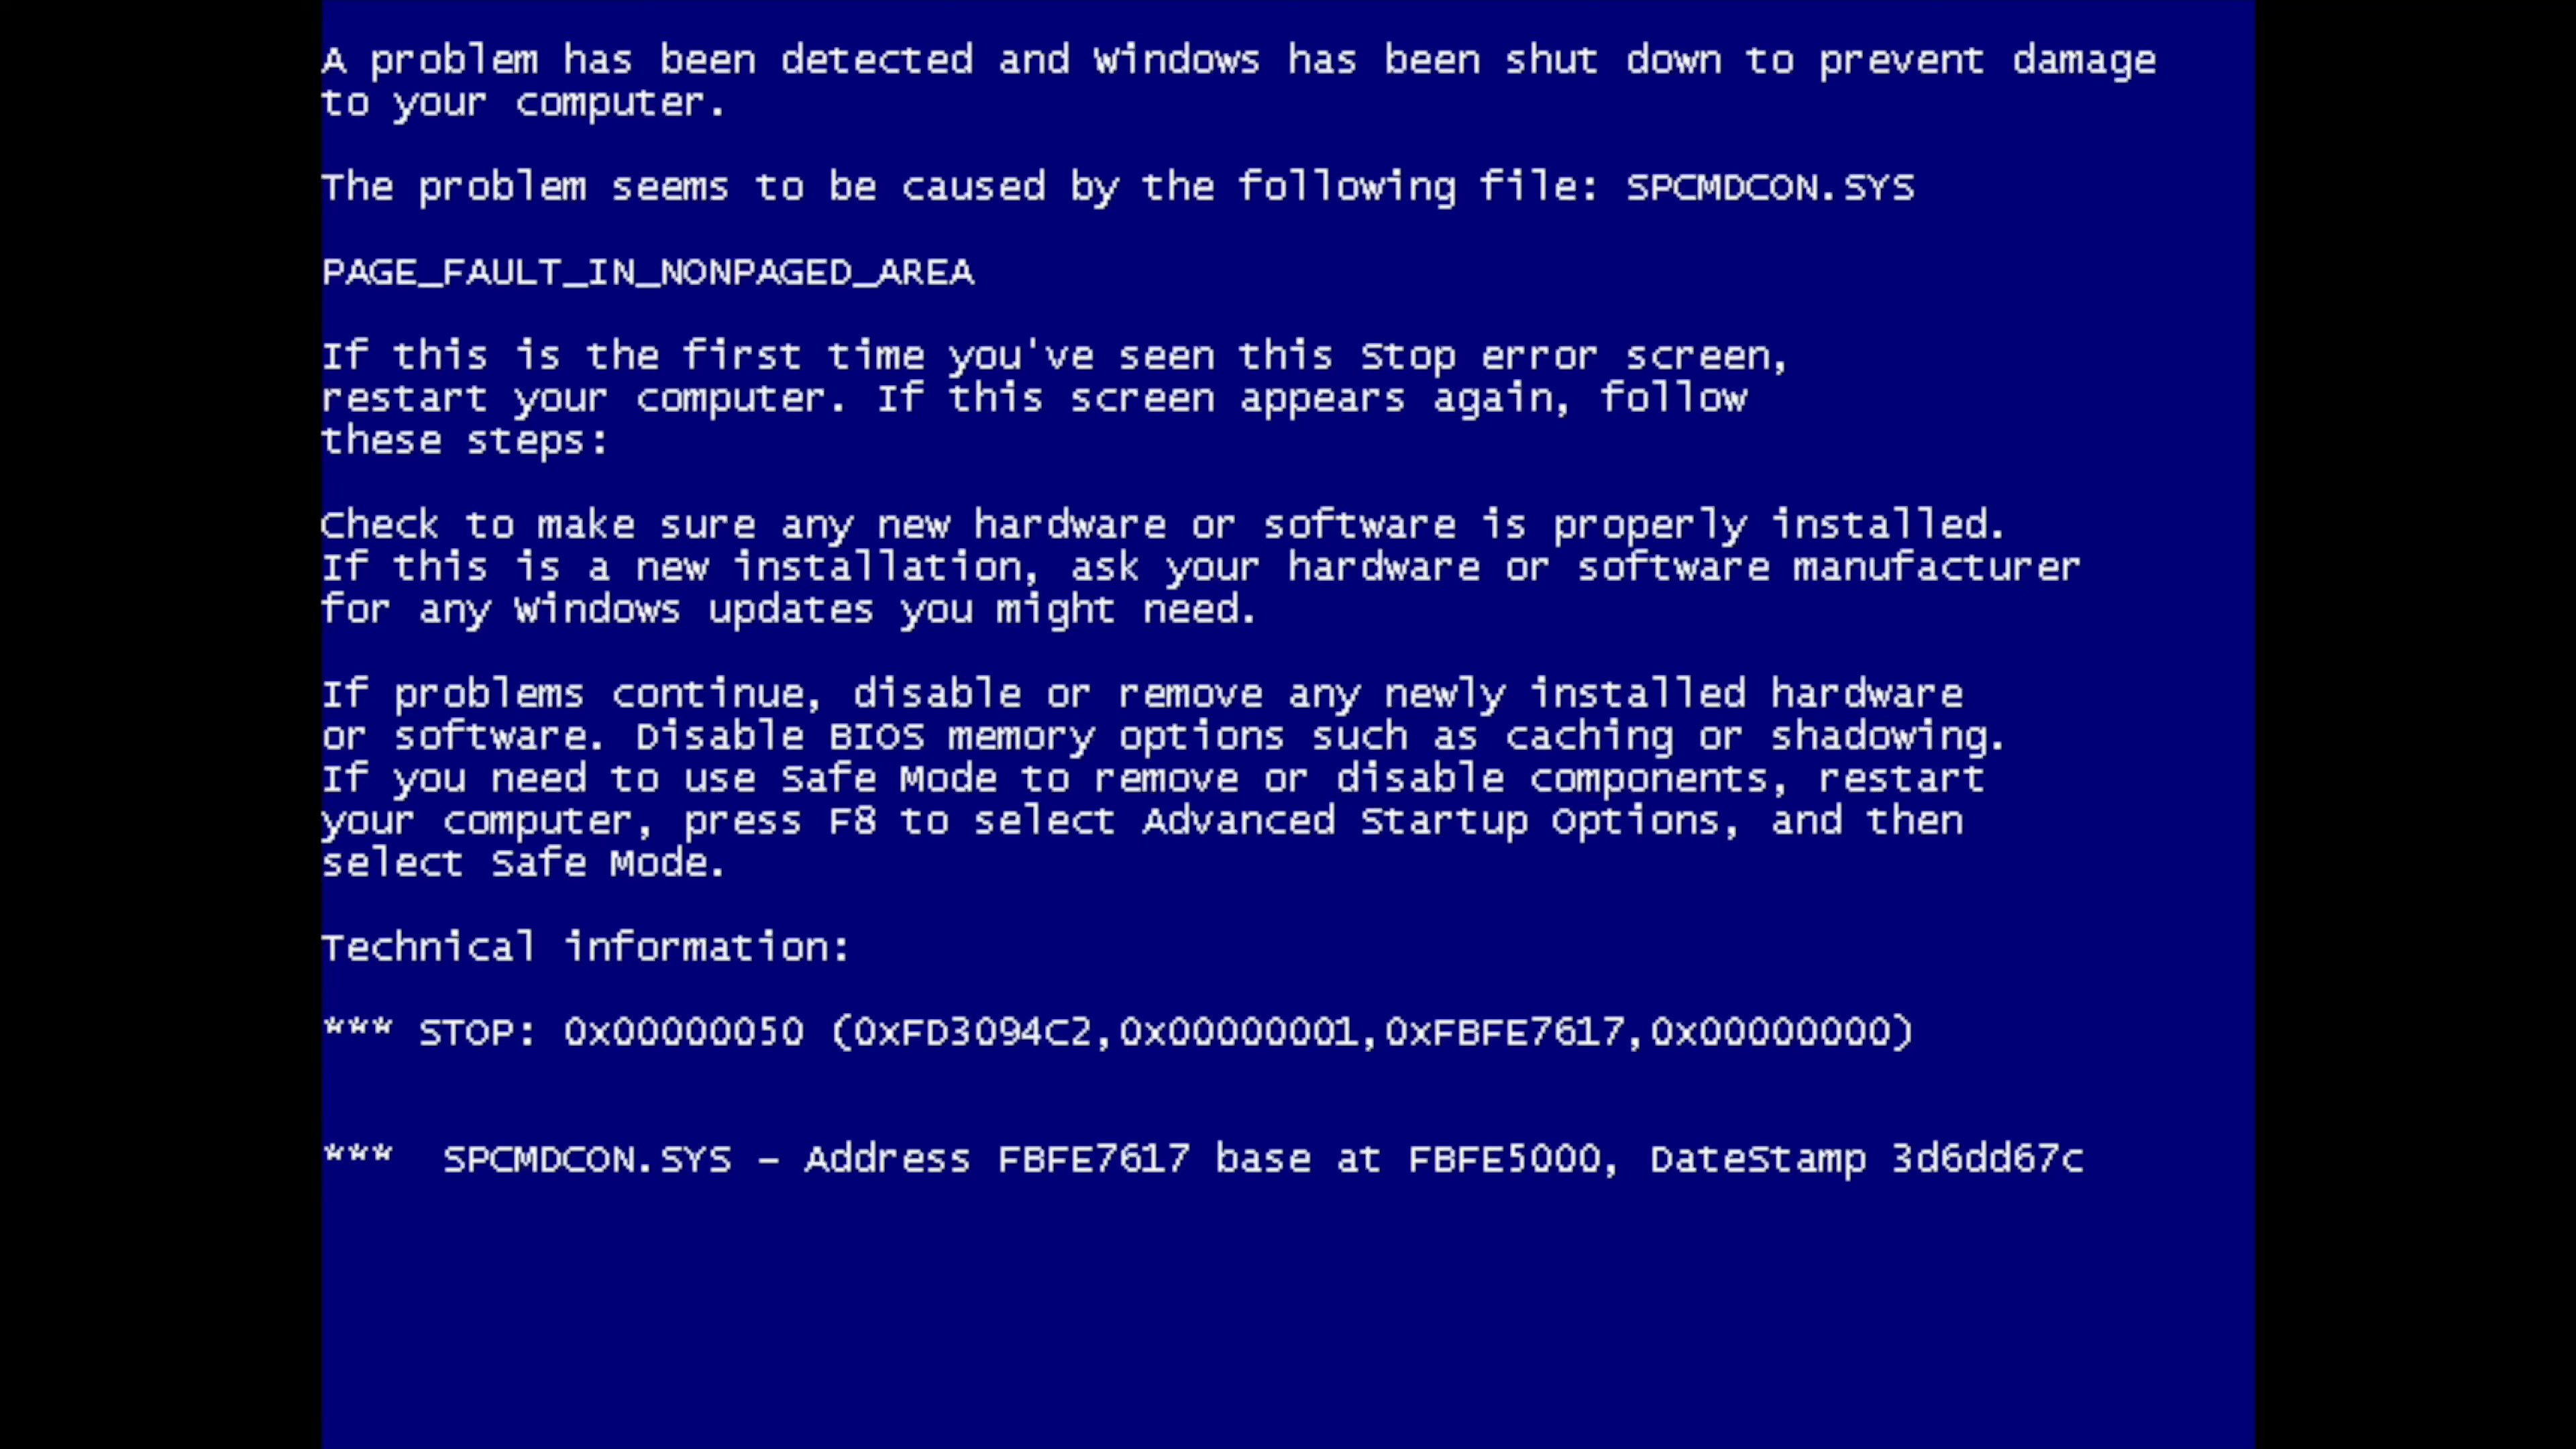 A problem has been detected and Windows has been shut down to prevent damage
to your computer.
The problem seems to be caused by the following file: SPCMDCON.SYS
PAGE_FAULT_IN_NONPAGED_AREA
If this is the first time you've seen this Stop error screen,
restart your computer. If this screen appears again, follow
these steps:
Check to make sure any new hardware or software is properly installed.
If this is a new installation, ask your hardware or software manufacturer
for any Windows updates you might need.
If problems continue, disable or remove any newly installed hardware
or software. Disable BIOS memory options such as caching or shadowing.
If you need to use Safe Mode to remove or disable components, restart
your computer, press F8 to select Advanced Startup Options, and then
select Safe Mode.
Technical information:
*** STOP: 0x00000050 (0xFD3094C2,0x00000001,0xFBFE7617,0x00000000)
***  SPCMDCON.SYS – Address FBFE7617 base at FBFE5000, DateStamp 3d6dd67c